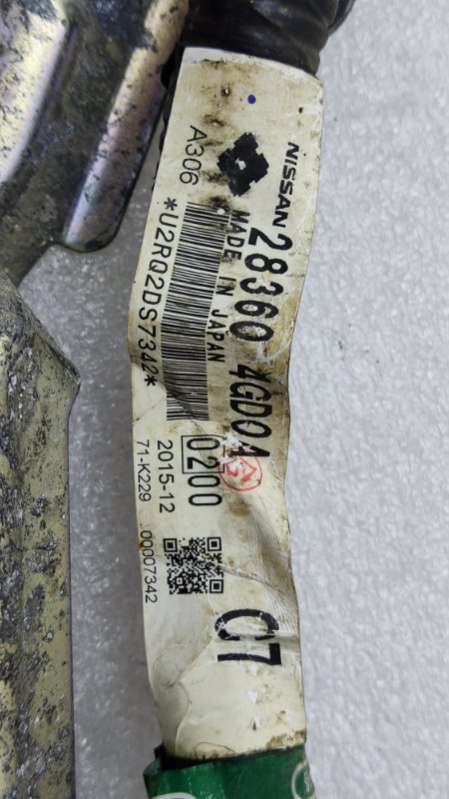 NISSAN
28360 4GD0A
MADE IN JAPAN
A306
*U2RQ2DS7342*
0200
2015-12
71-K229
00007342
C7